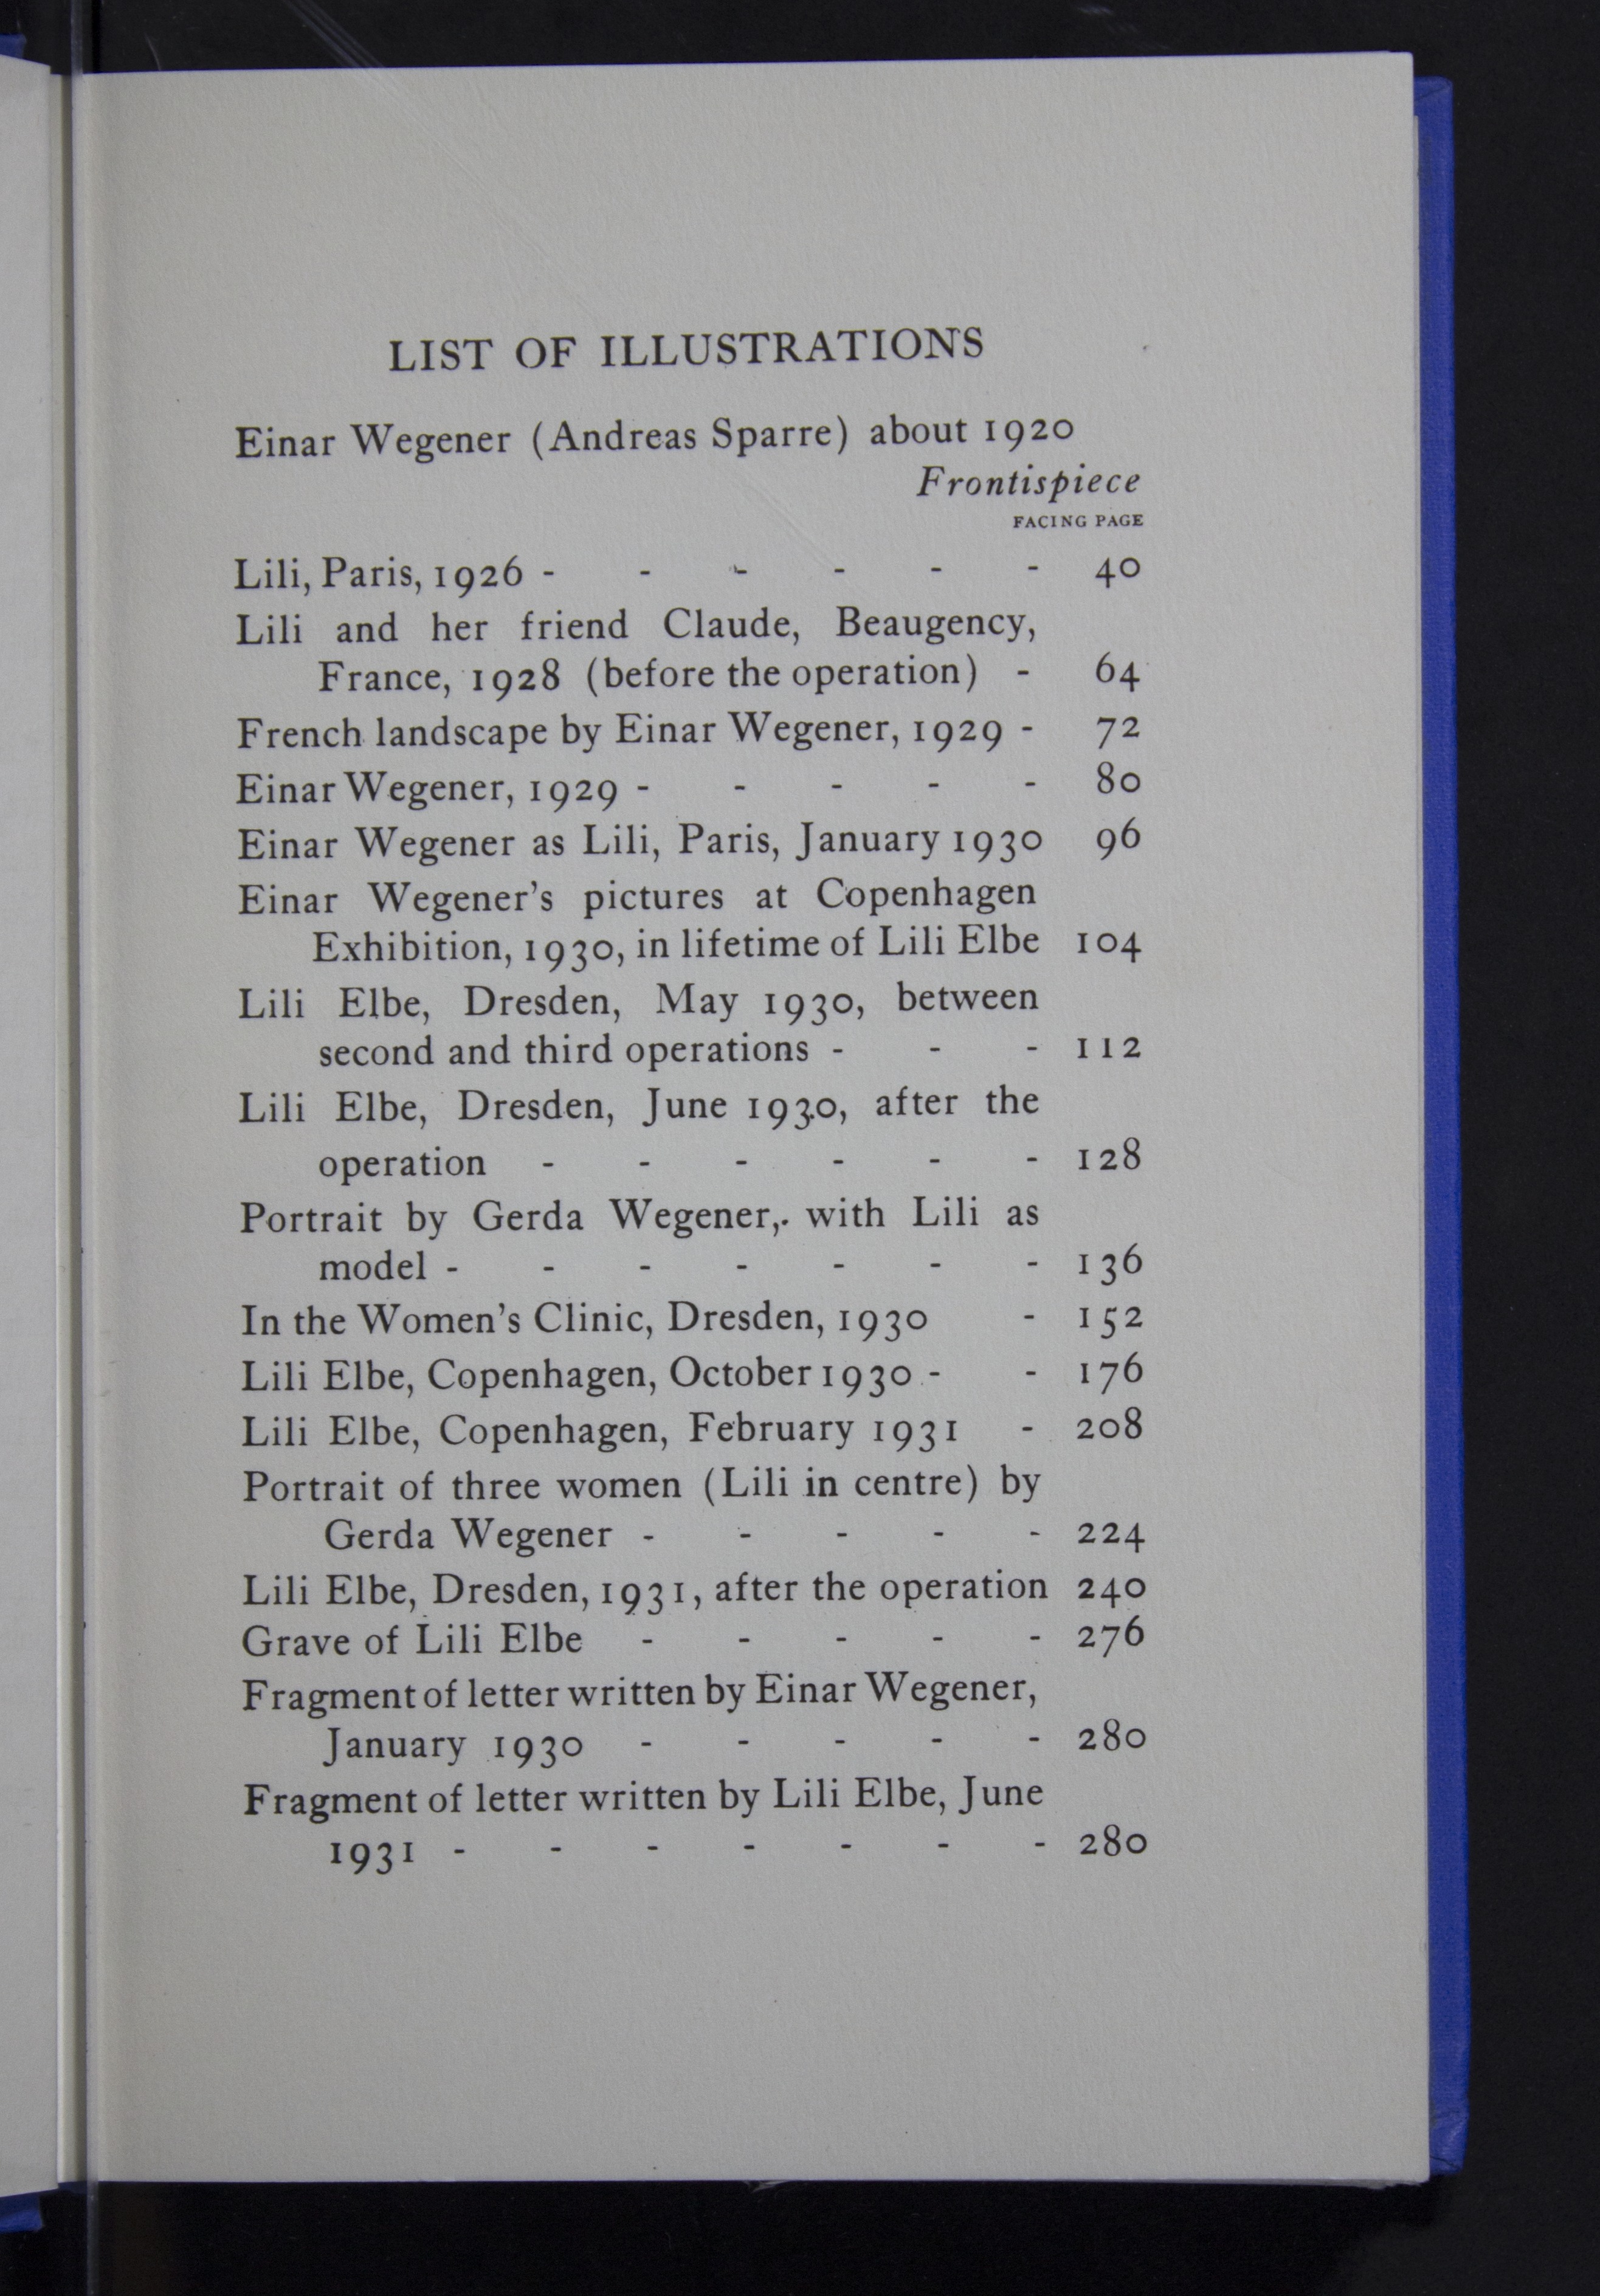 LIST OF ILLUSTRATIONS
Einar Wegener (Andreas Sparre) about 1920
Frontispiece
FACING PAGE
Lili, Paris, 1926 - - - - - - 40
Lili and her friend Claude, Beaugency,
France, 1928 (before the operation) - 64
French landscape by Einar Wegener, 1929 - 72
Einar Wegener, 1929 - - - - - 80
Einar Wegener as Lili, Paris, January 1930 96
Einar Wegener's pictures at Copenhagen
Exhibition, 1930, in lifetime of Lili Elbe 104
Lili Elbe, Dresden, May 1930, between
second and third operations - - - 112
Lili Elbe, Dresden, June 1930, after the
operation - - - - - - 128
Portrait by Gerda Wegener, with Lili as
model - - - - - - - 136
In the Women's Clinic, Dresden, 1930 - 152
Lili Elbe, Copenhagen, October 1930 - - 176
Lili Elbe, Copenhagen, February 1931 - 208
Portrait of three women (Lili in centre) by
Gerda Wegener - - - - - 224
Lili Elbe, Dresden, 1931, after the operation 240
Grave of Lili Elbe - - - - - 276
Fragment of letter written by Einar Wegener,
January 1930 - - - - - 280
Fragment of letter written by Lili Elbe, June
1931 - - - - - - - 280